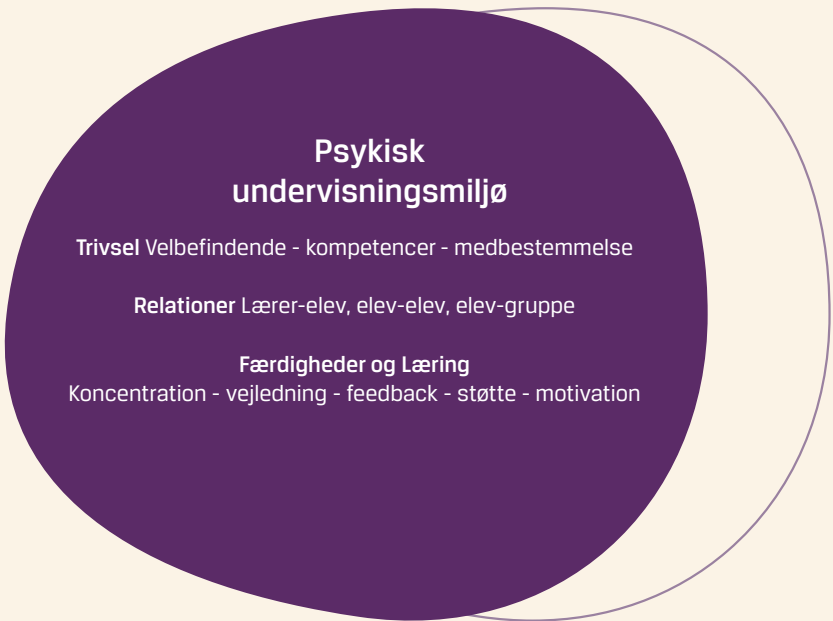 Psykisk
undervisningsmiljø
Trivsel Velbefindende - kompetencer - medbestemmelse
Relationer Lærer-elev, elev-elev, elev-gruppe
Færdigheder og Læring
Koncentration - vejledning - feedback - støtte - motivation